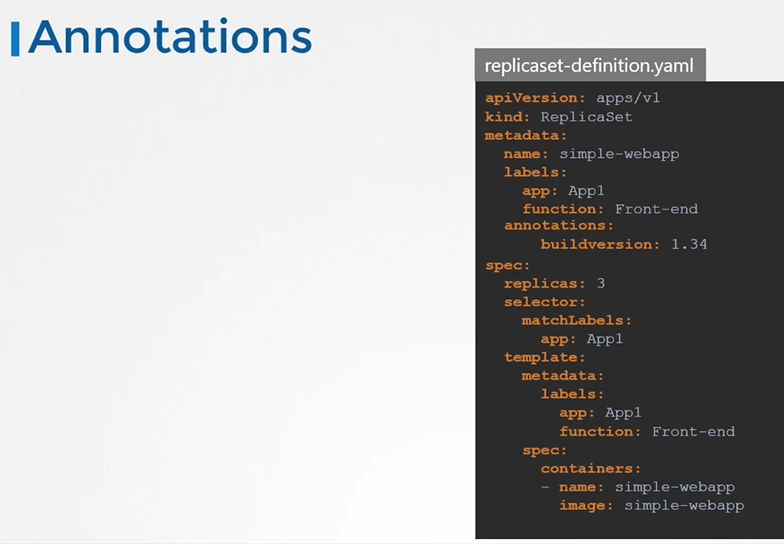 Annotations
replicaset-definition.yaml
apiVersion: apps/v1
kind: ReplicaSet
metadata:
  name: simple-webapp
  labels:
    app: App1
    function: Front-end
  annotations:
      buildversion: 1.34
spec:
  replicas: 3
  selector:
    matchLabels:
      app: App1
  template:
    metadata:
      labels:
        app: App1
        function: Front-end
    spec:
      containers:
      - name: simple-webapp
        image: simple-webapp